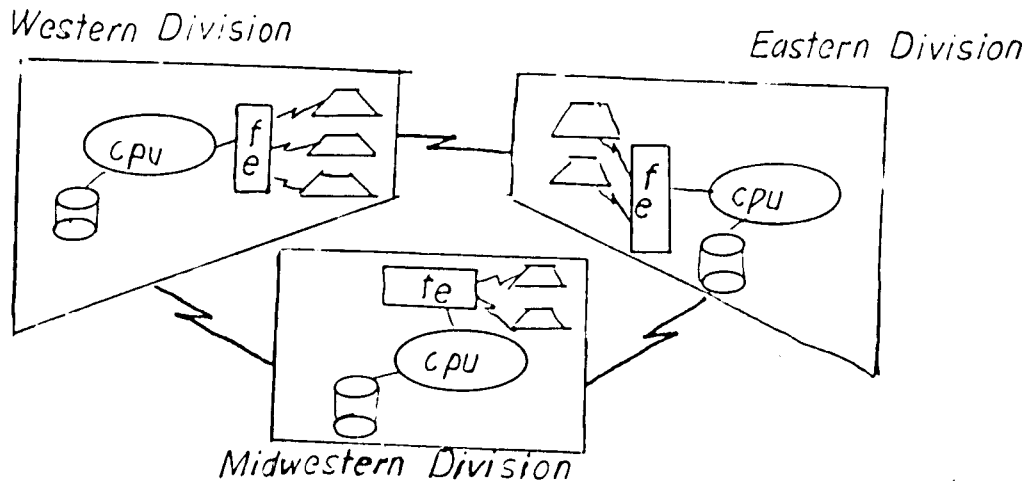 Western Division
Eastern Division
cpu
f
e
f
e
cpu
fe
cpu
Midwestern Division